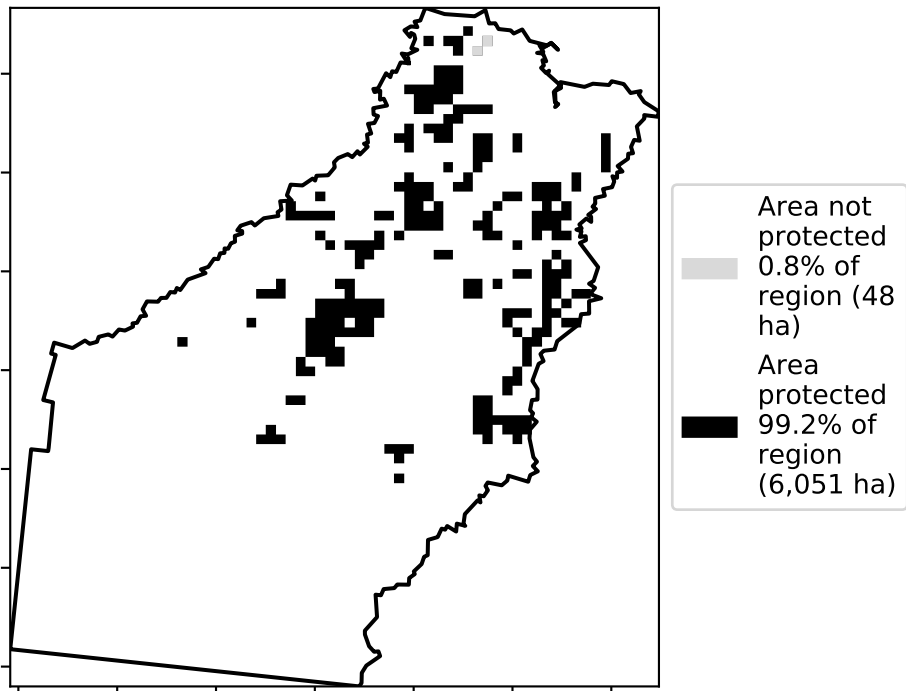 Area not
protected
0.8% of
region (48
ha)
Area
protected
99.2% of
region
(6,051 ha)